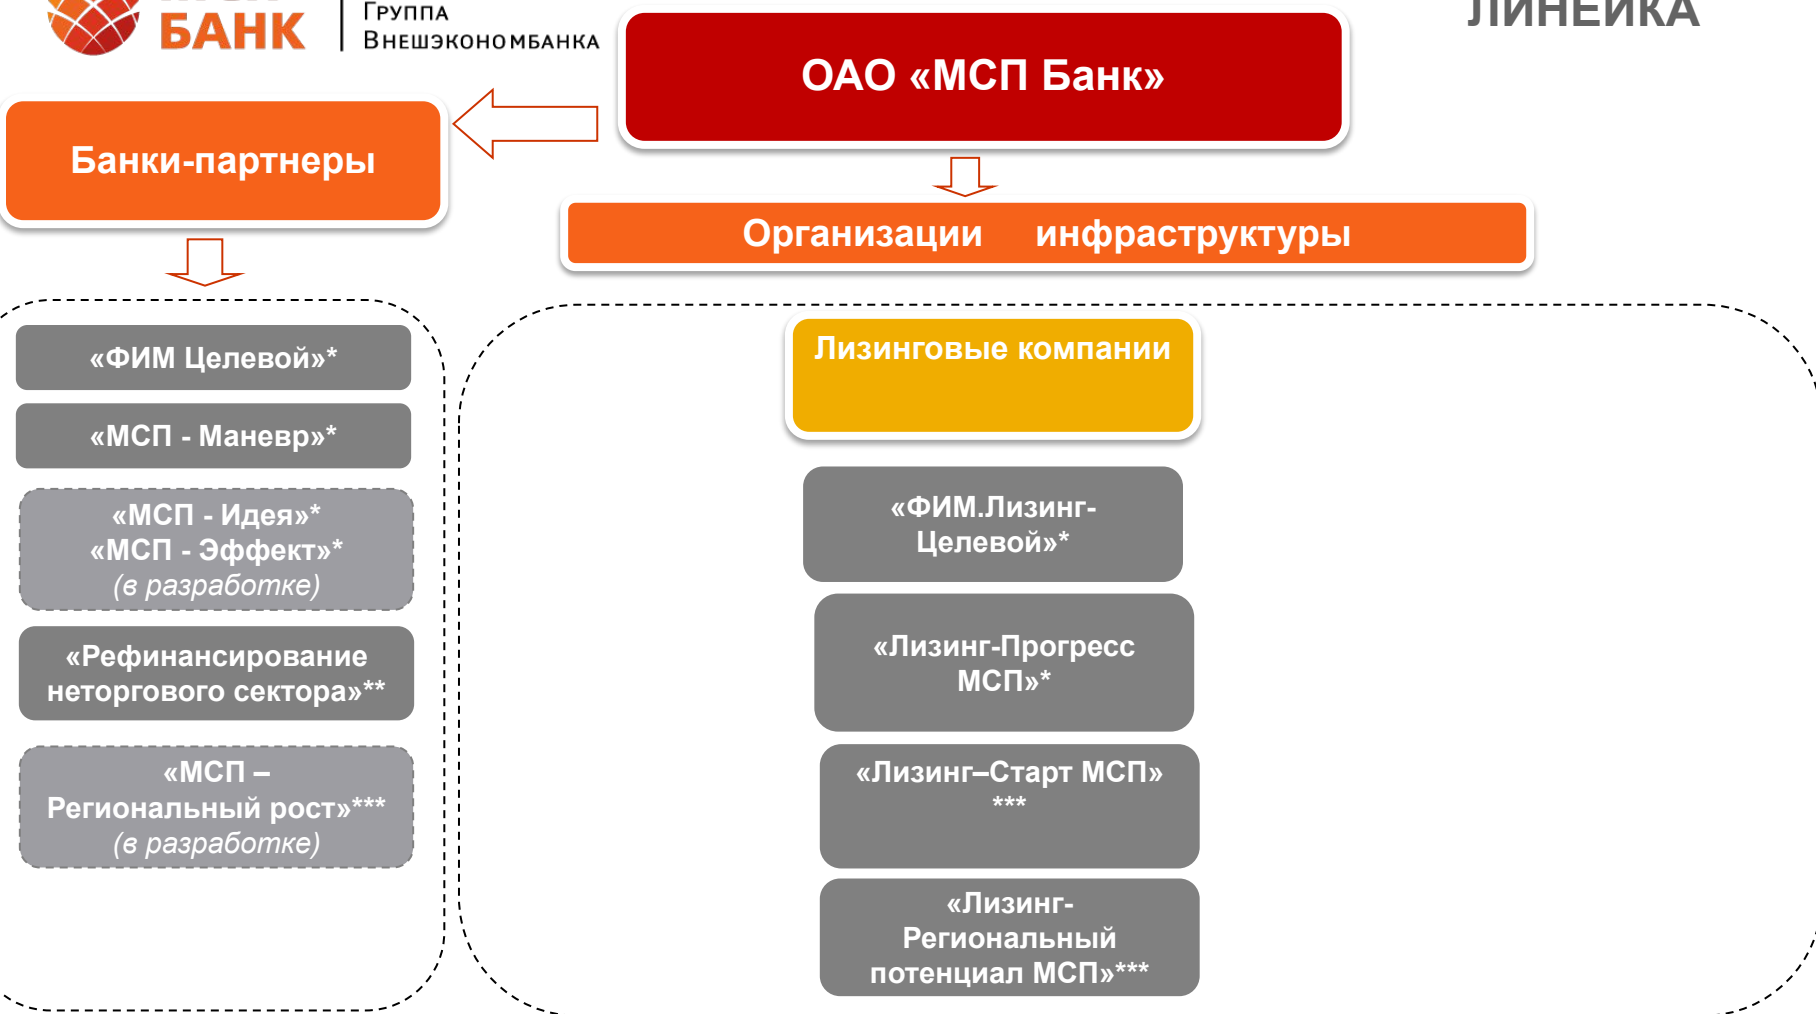 БАНК
ГРУППА
ВНЕШЭКОНОМБАНКА
ЛИНЕЙКА
ОАО «МСП Банк»
Банки-партнеры
Организации инфраструктуры
«ФИМ Целевой»*
«МСП - Маневр»*
«МСП - Идея»*
«МСП - Эффект»*
(в разработке)
«Рефинансирование
неторгового сектора»**
«МСП –
Региональный рост»***
(в разработке)
Лизинговые компании
«ФИМ.Лизинг-
Целевой»*
«Лизинг-Прогресс
МСП»*
«Лизинг–Старт МСП»
***
«Лизинг-
Региональный
потенциал МСП»***